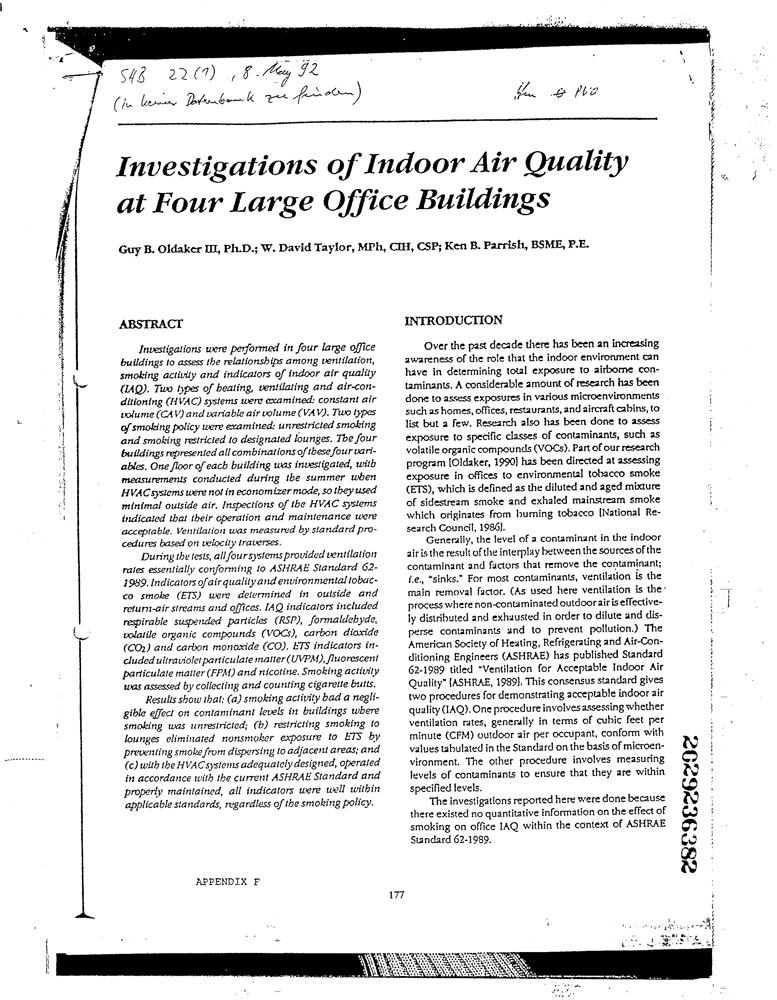 SHB 22(1), 8. May 92
(in keiner Datenbank zu finden)
Investigations of Indoor Air Quality
at Four Large Office Buildings
Guy B. Oldaker III, Ph.D.; W. David Taylor, MPh, CIH, CSP; Ken B. Parrish, BSME, P.E.
ABSTRACT
Investigations were performed in four large office
buildings to assess the relationships among ventilation,
smoking activity and indicators of indoor air quality
(IAQ). Two types of heating, ventilating and air-con-
ditioning (HVAC) systems were examined: constant air
volume (CAV) and variable air volume (VAV). Two types
of smoking policy were examined: unrestricted smoking
and smoking restricted to designated lounges. The four
buildings represented all combinations of these four vari-
ables. One floor of each building was investigated, with
measurements conducted during the summer when
HVAC systems were not in economizer mode, so they used
minimal outside air. Inspections of the HVAC systems
indicated that their operation and maintenance were
acceptable. Ventilation was measured by standard pro-
cedures based on velocity traverses.
During the tests, all four systems provided ventilation
rates essentially conforming to ASHRAE Standard 62-
1989. Indicators of air quality and environmental tobac-
co smoke (ETS) were determined in outside and
return-air streams and offices. IAQ indicators included
respirable suspended particles (RSP), formaldehyde,
volatile organic compounds (VOCs), carbon dioxide
(CO₂) and carbon monoxide (CO). ETS indicators in-
cluded ultraviolet particulate matter (UVPM), fluorescent
particulate matter (FPM) and nicotine. Smoking activity
was assessed by collecting and counting cigarette butts.
Results show that: (a) smoking activity had a negli-
gible effect on contaminant levels in buildings where
smoking was unrestricted; (b) restricting smoking to
lounges eliminated nonsmoker exposure to ETS by
preventing smoke from dispersing to adjacent areas; and
(c) with the HVAC systems adequately designed, operated
in accordance with the current ASHRAE Standard and
properly maintained, all indicators were well within
applicable standards, regardless of the smoking policy.
INTRODUCTION
Over the past decade there has been an increasing
awareness of the role that the indoor environment can
have in determining total exposure to airborne con-
taminants. A considerable amount of research has been
done to assess exposures in various microenvironments
such as homes, offices, restaurants, and aircraft cabins, to
list but a few. Research also has been done to assess
exposure to specific classes of contaminants, such as
volatile organic compounds (VOCs). Part of our research
program [Oldaker, 1990] has been directed at assessing
exposure in offices to environmental tobacco smoke
(ETS), which is defined as the diluted and aged mixture
of sidestream smoke and exhaled mainstream smoke
which originates from burning tobacco [National Re-
search Council, 1986].
Generally, the level of a contaminant in the indoor
air is the result of the interplay between the sources of the
contaminant and factors that remove the contaminant;
i.e., "sinks." For most contaminants, ventilation is the
main removal factor. (As used here ventilation is the
process where non-contaminated outdoor air is effective-
ly distributed and exhausted in order to dilute and dis-
perse contaminants and to prevent pollution.) The
American Society of Heating, Refrigerating and Air-Con-
ditioning Engineers (ASHRAE) has published Standard
62-1989 titled "Ventilation for Acceptable Indoor Air
Quality" [ASHRAE, 1989]. This consensus standard gives
two procedures for demonstrating acceptable indoor air
quality (IAQ). One procedure involves assessing whether
ventilation rates, generally in terms of cubic feet per
minute (CFM) outdoor air per occupant, conform with
values tabulated in the Standard on the basis of microen-
vironment. The other procedure involves measuring
levels of contaminants to ensure that they are within
specified levels.
The investigations reported here were done because
there existed no quantitative information on the effect of
smoking on office IAQ within the context of ASHRAE
Standard 62-1989.
2029236382
APPENDIX F
177